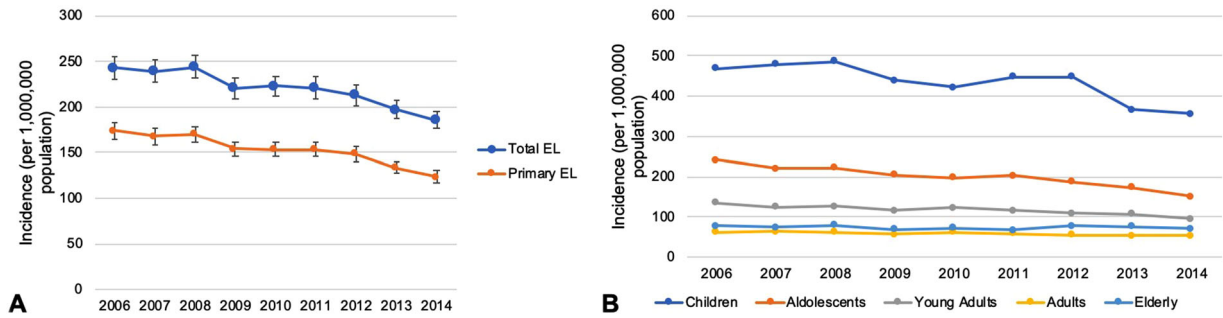 Incidence (per 1,000,000
population)
300
250
200
150
100
50
0
2006 2007 2008 2009 2010 2011 2012 2013 2014
Total EL
Primary EL
A
Incidence (per 1,000,000
population)
600
500
400
300
200
100
0
2006 2007 2008 2009 2010 2011 2012 2013 2014
Children Aldolescents Young Adults Adults Elderly
B